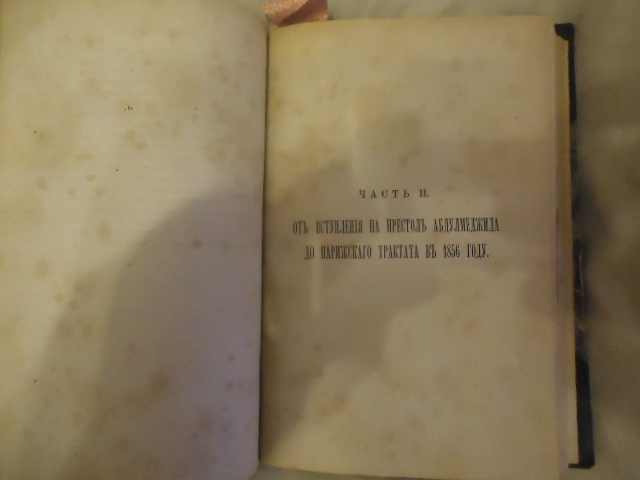 ЧАСТЬ II.
ОТЪ ВСТУПЛЕНІЯ НА ПРЕСТОЛЪ АБДУЛМЕДЖИДА
ДО ПАРИЖСКАГО ТРАКТАТА ВЪ 1856 ГОДУ.